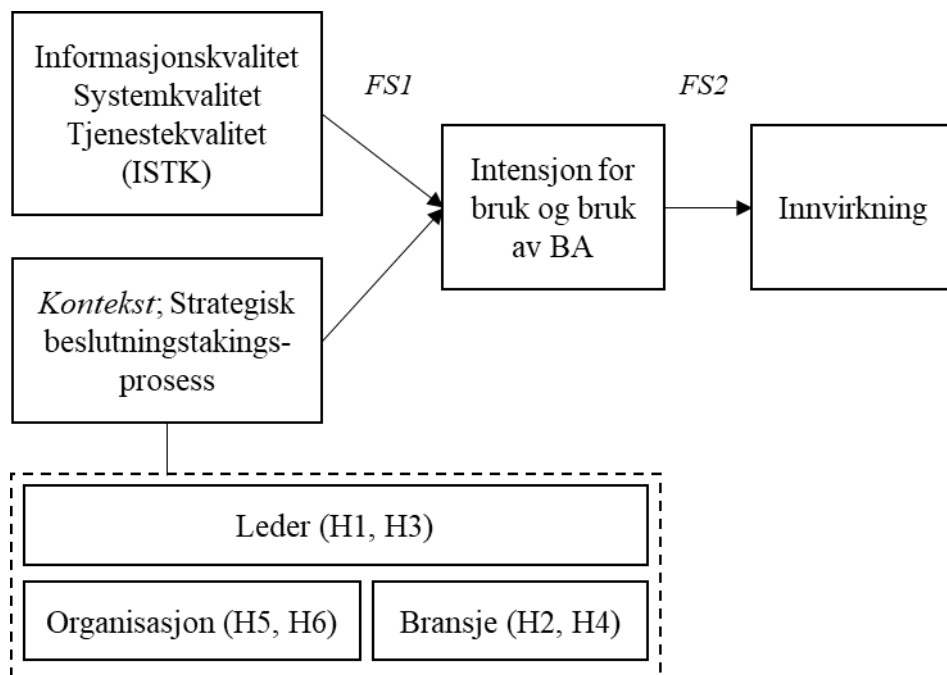 Informasjonskvalitet
Systemkvalitet
Tjenestekvalitet
(ISTK)
FS1
FS2
Intensjon for
bruk og bruk
av BA
Innvirkning
Kontekst; Strategisk
beslutningstakings-
prosess
Leder (H1, H3)
Organisasjon (H5, H6)
Bransje (H2, H4)